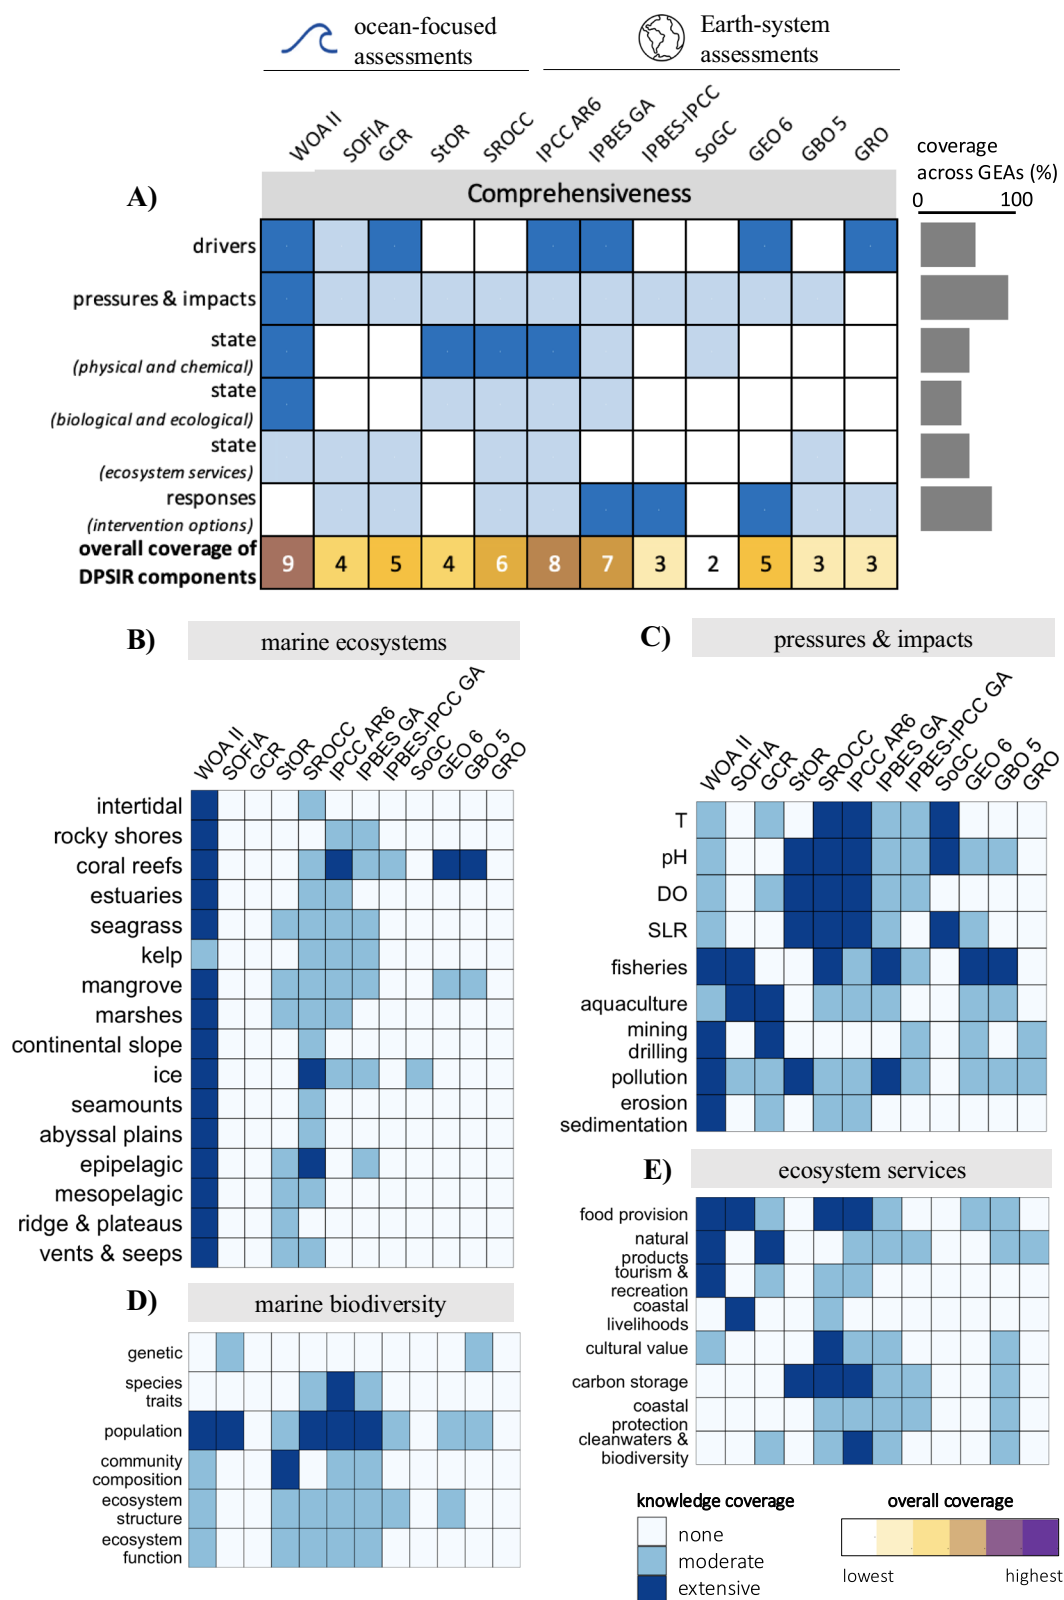 ocean-focused
assessments
Earth-system
assessments
WOA II
SOFIA
GCR
StOR
SROCC
IPCC AR6
IPBES GA
IPBES-IPCC
SoGC
GEO 6
GBO 5
GRO
coverage
across GEAs (%)
0 100
A)
Comprehensiveness
drivers
pressures & impacts
state
(physical and chemical)
state
(biological and ecological)
state
(ecosystem services)
responses
(intervention options)
overall coverage of
DPSIR components
9 4 5 4 6 8 7 3 2 5 3 3
B)
marine ecosystems
WOA II
SOFIA
GCR
StOR
SROCC
IPCC AR6
IPBES GA
IPBES-IPCC GA
SoGC
GEO 6
GBO 5
GRO
intertidal
rocky shores
coral reefs
estuaries
seagrass
kelp
mangrove
marshes
continental slope
ice
seamounts
abyssal plains
epipelagic
mesopelagic
ridge & plateaus
vents & seeps
C)
pressures & impacts
WOA II
SOFIA
GCR
StOR
SROCC
IPCC AR6
IPBES GA
IPBES-IPCC GA
SoGC
GEO 6
GBO 5
GRO
T
pH
DO
SLR
fisheries
aquaculture
mining
drilling
pollution
erosion
sedimentation
D)
marine biodiversity
genetic
species
traits
population
community
composition
ecosystem
structure
ecosystem
function
E)
ecosystem services
food provision
natural
products
tourism &
recreation
coastal
livelihoods
cultural value
carbon storage
coastal
protection
cleanwaters &
biodiversity
knowledge coverage
none
moderate
extensive
overall coverage
lowest highest